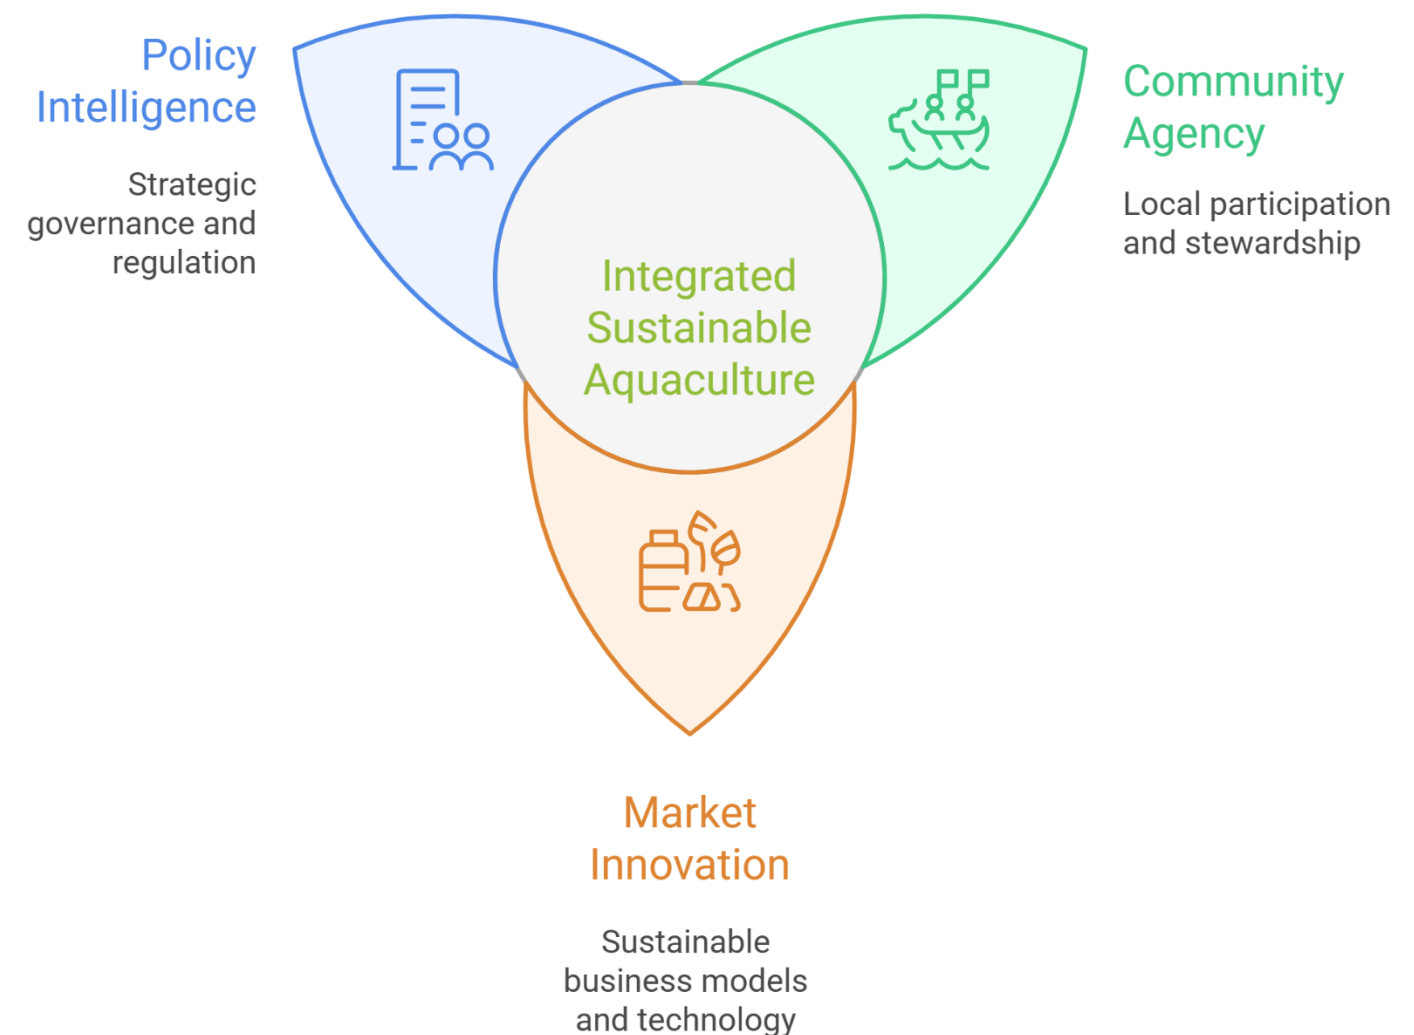 Policy
Intelligence
Strategic
governance and
regulation
Community
Agency
Local participation
and stewardship
Integrated
Sustainable
Aquaculture
Market
Innovation
Sustainable
business models
and technology